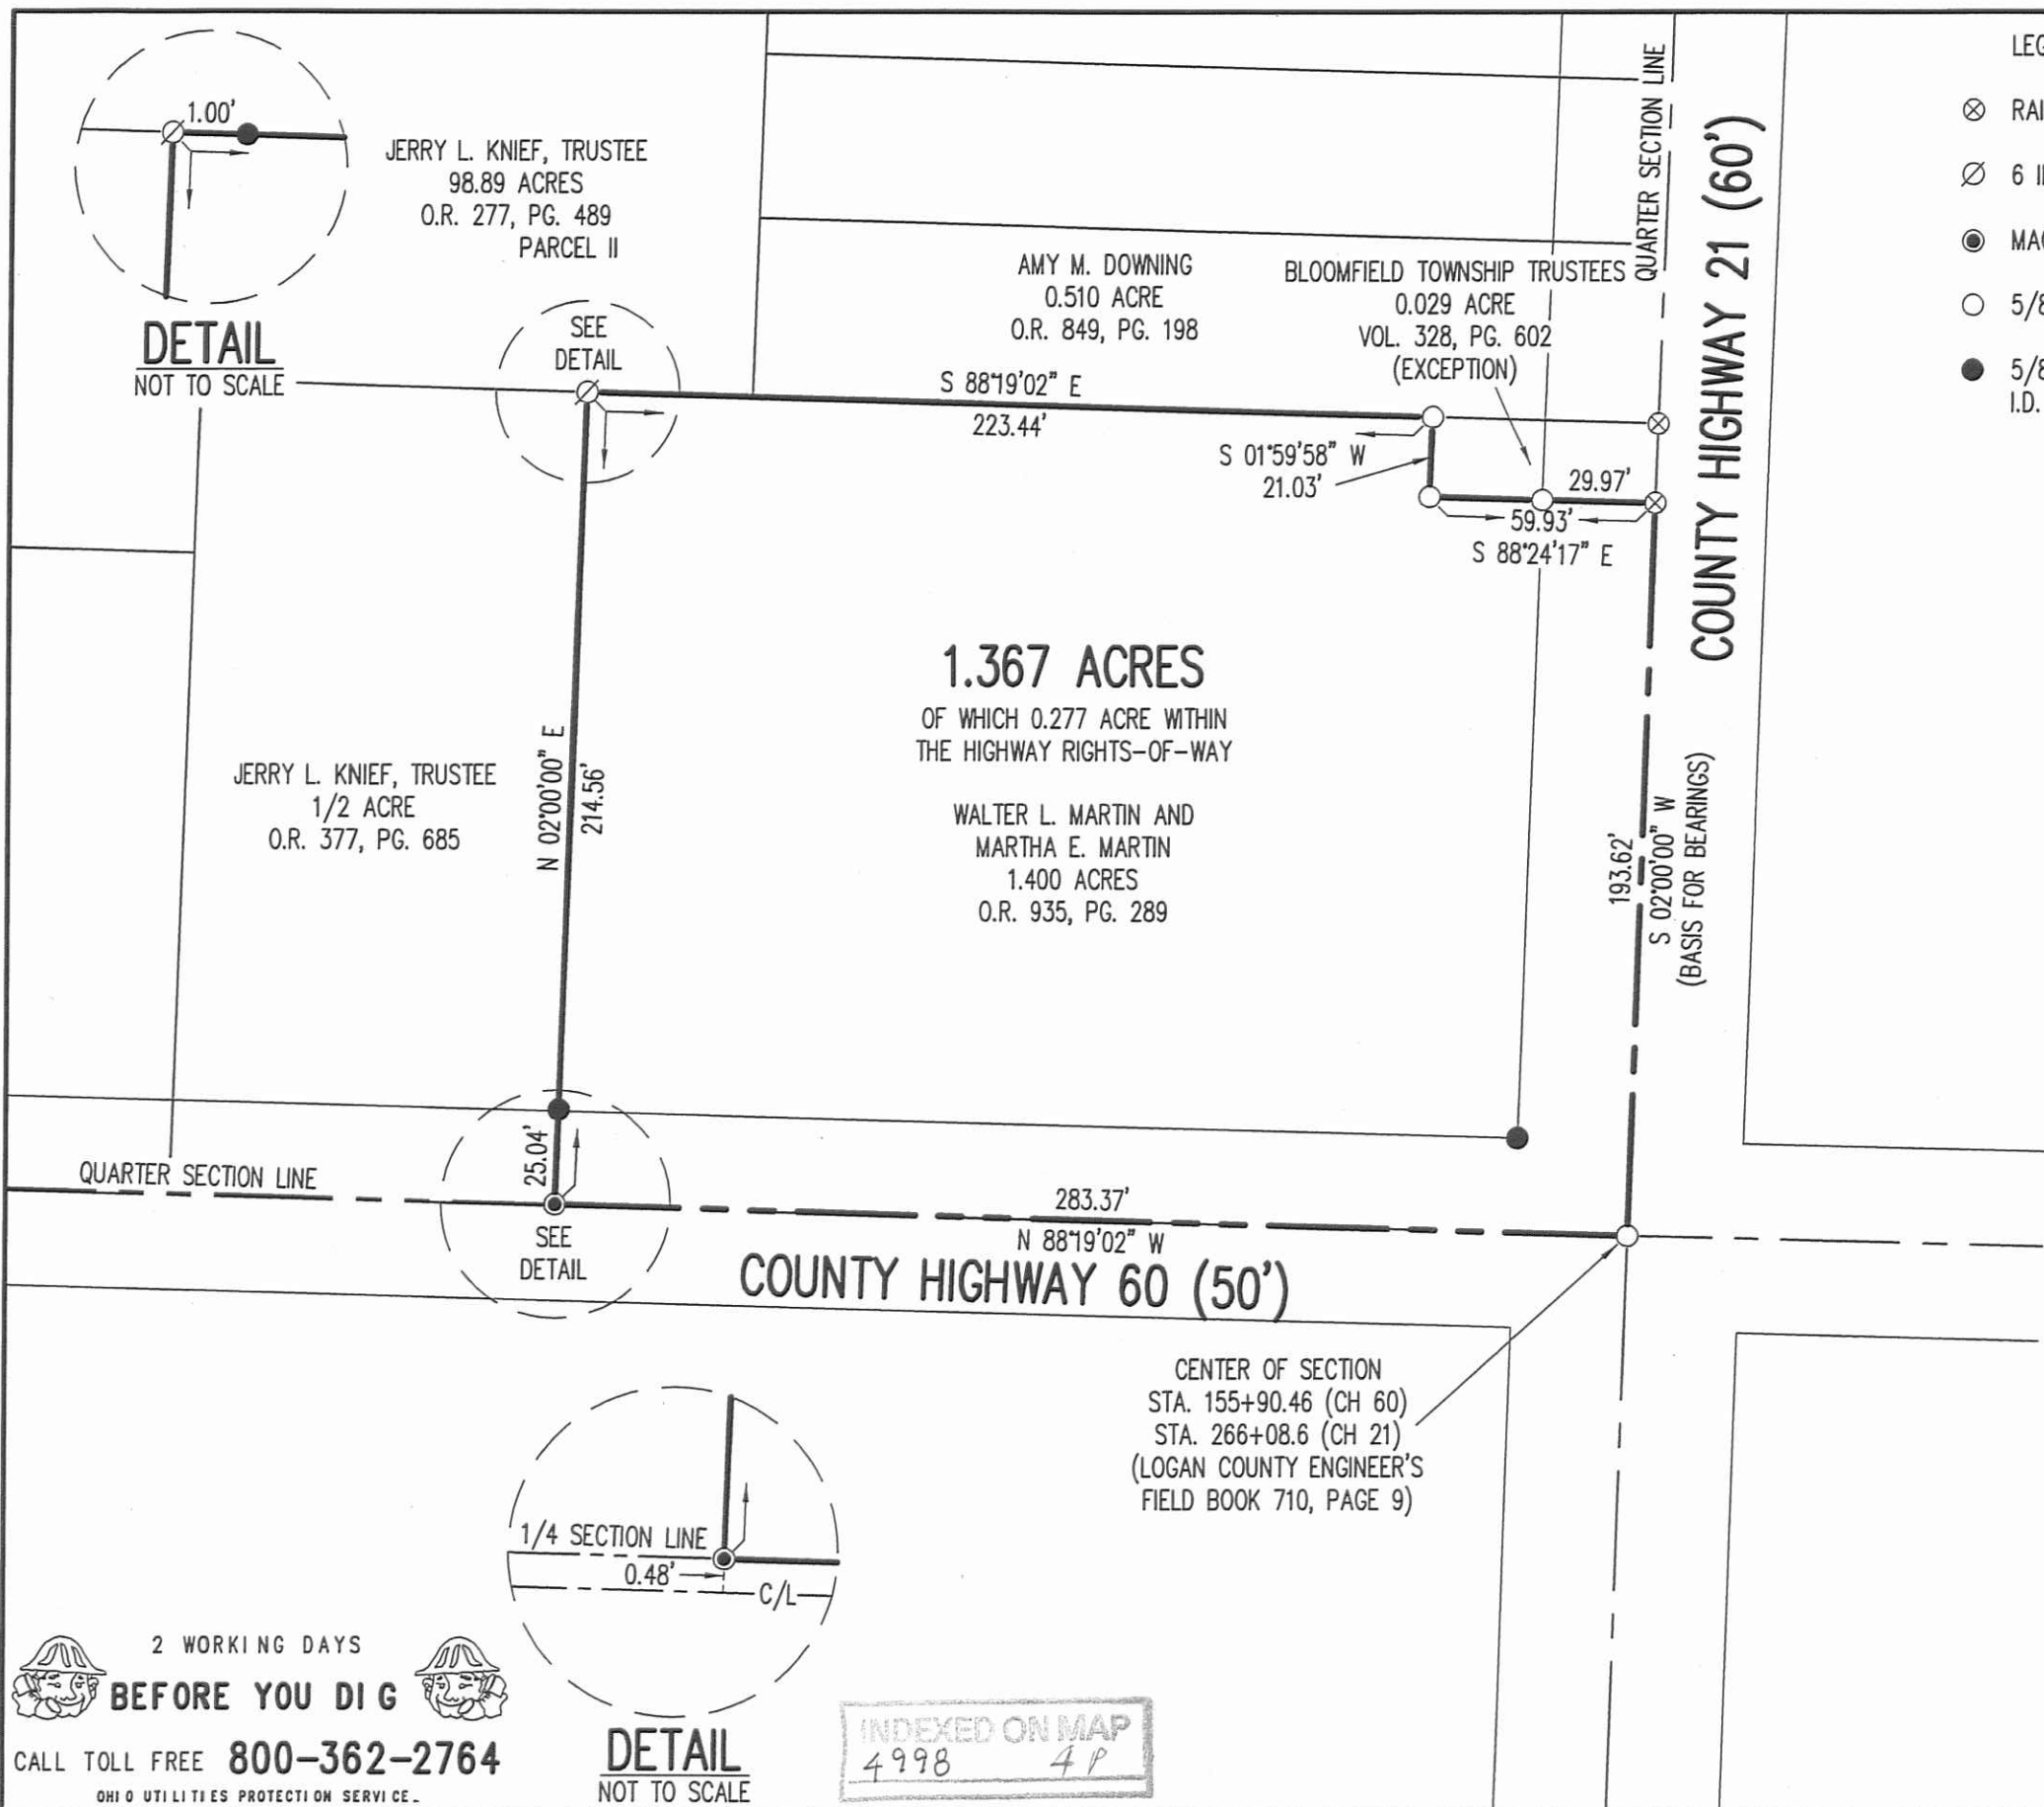 1.00'
JERRY L. KNIEF, TRUSTEE
98.89 ACRES
O.R. 277, PG. 489
PARCEL II
DETAIL
NOT TO SCALE
SEE
DETAIL
AMY M. DOWNING
0.510 ACRE
O.R. 849, PG. 198
BLOOMFIELD TOWNSHIP TRUSTEES
0.029 ACRE
VOL. 328, PG. 602
(EXCEPTION)
QUARTER SECTION LINE
COUNTY HIGHWAY 21 (60')
LEG
RAI
6 I
MAG
5/8
5/8
I.D.
S 88°19'02" E
223.44'
S 01°59'58" W
21.03'
29.97'
59.93'
S 88°24'17" E
1.367 ACRES
OF WHICH 0.277 ACRE WITHIN
THE HIGHWAY RIGHTS-OF-WAY
WALTER L. MARTIN AND
MARTHA E. MARTIN
1.400 ACRES
O.R. 935, PG. 289
JERRY L. KNIEF, TRUSTEE
1/2 ACRE
O.R. 377, PG. 685
N 02°00'00" E
214.56'
193.62'
S 02°00'00" W
(BASIS FOR BEARINGS)
QUARTER SECTION LINE
25.04'
SEE
DETAIL
283.37'
N 88°19'02" W
COUNTY HIGHWAY 60 (50')
CENTER OF SECTION
STA. 155+90.46 (CH 60)
STA. 266+08.6 (CH 21)
(LOGAN COUNTY ENGINEER'S
FIELD BOOK 710, PAGE 9)
1/4 SECTION LINE
0.48'
C/L
DETAIL
NOT TO SCALE
2 WORKING DAYS
BEFORE YOU DIG
CALL TOLL FREE 800-362-2764
OHIO UTILITIES PROTECTION SERVICE.
INDEXED ON MAP
4998 4P